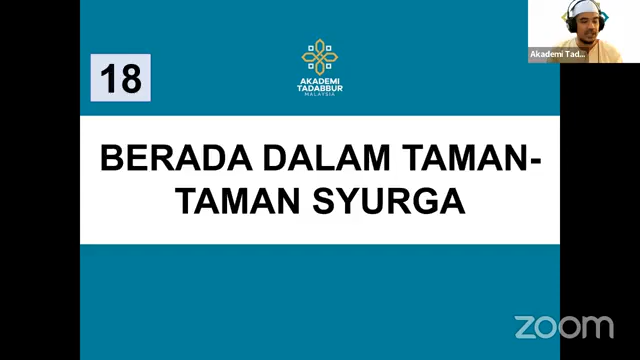 18
AKADEMI
TADABBUR
MALAYSIA
Akademi Tad...
BERADA DALAM TAMAN-
TAMAN SYURGA
zoom